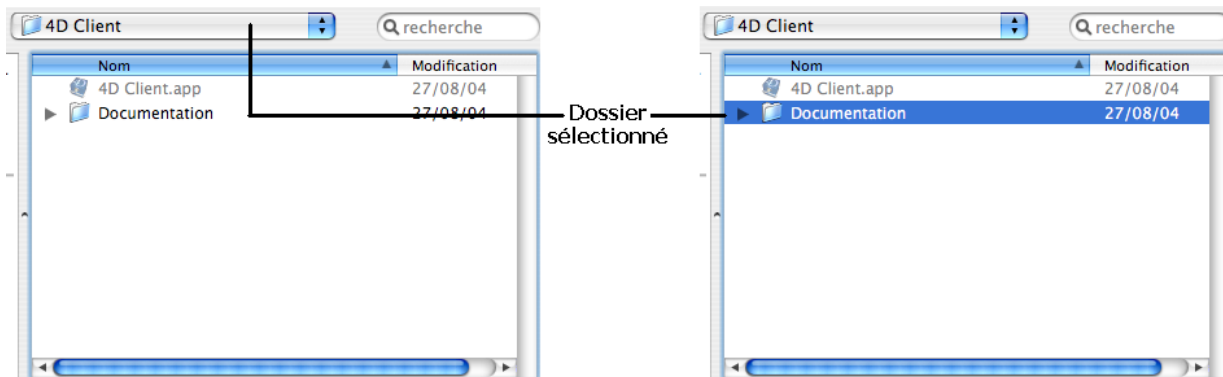 4D Client
recherche
Nom
Modification
4D Client.app
27/08/04
Documentation
27/08/04
Dossier
sélectionné
4D Client
recherche
Nom
Modification
4D Client.app
27/08/04
Documentation
27/08/04